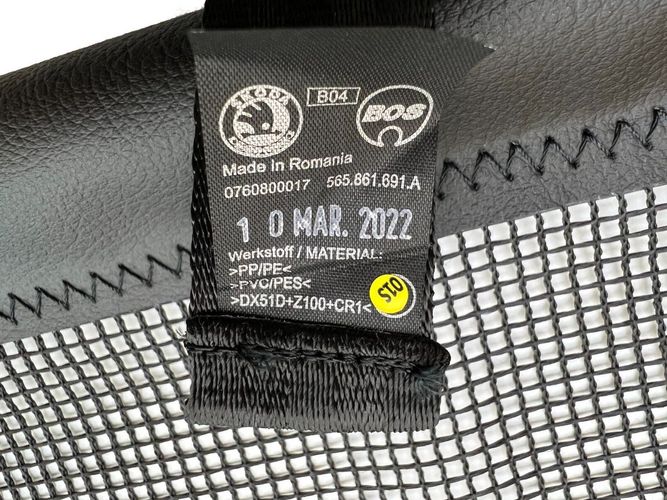 ŠKODA
B04
BOS
Made in Romania
0760800017 565.861.691.A
1 0 MAR. 2022
Werkstoff / MATERIAL:
>PP/PE<
>PVC/PES<
>DX51D+Z100+CR1<
015